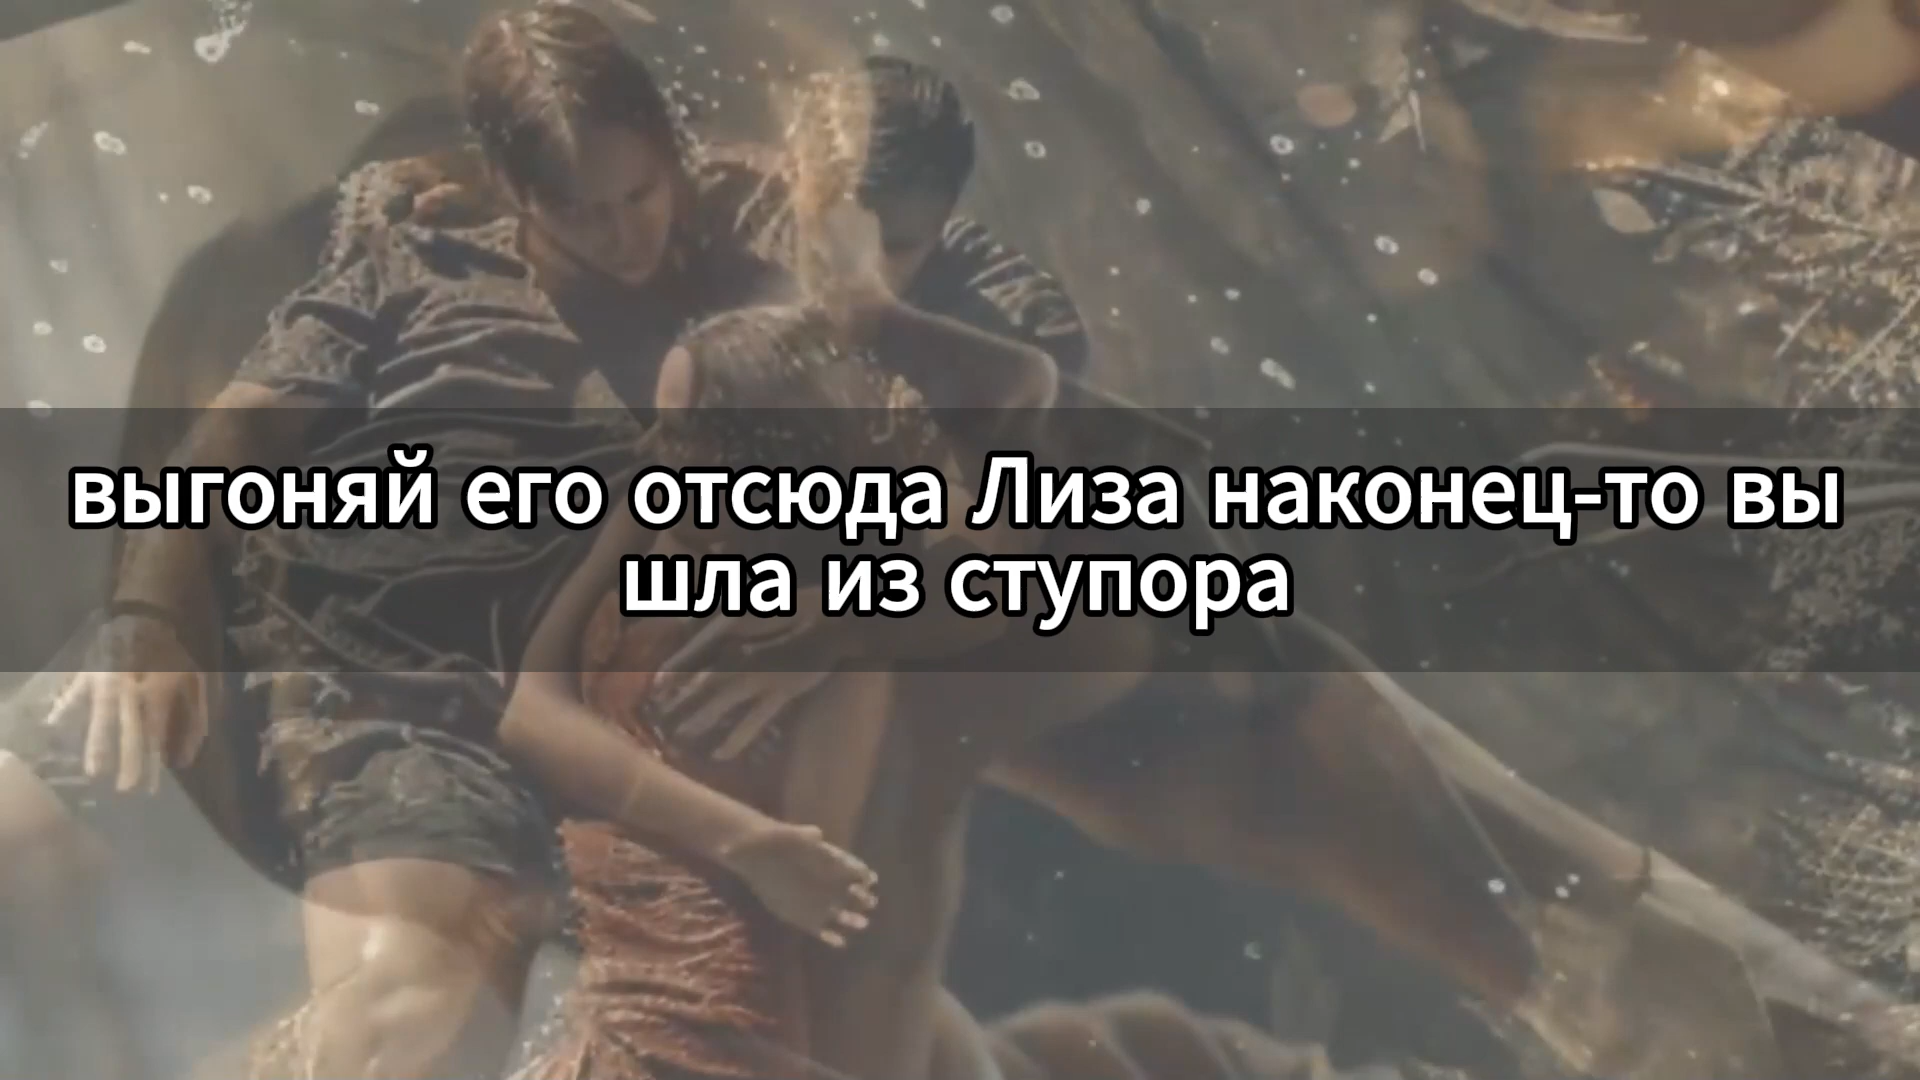 выгоняй его отсюда Лиза наконец-то вы
шла из ступора